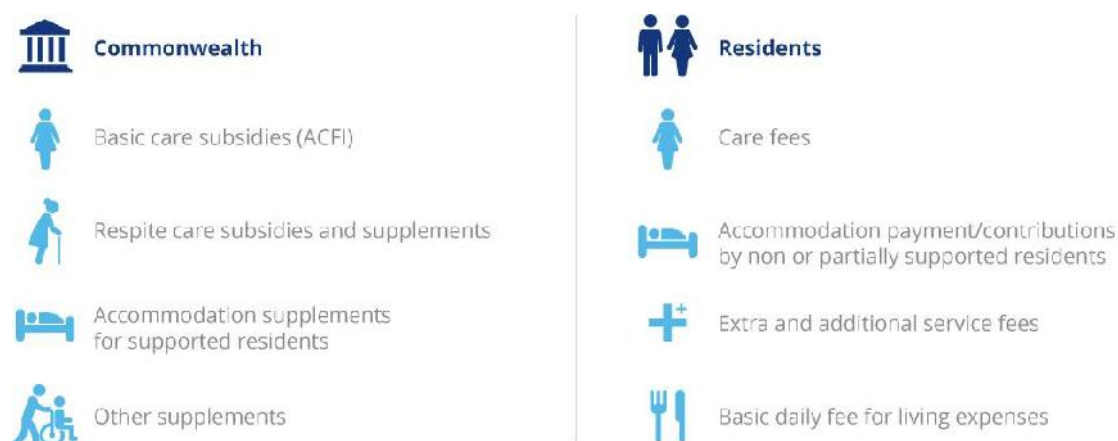 Commonwealth
Basic care subsidies (ACFI)
Respite care subsidies and supplements
Accommodation supplements
for supported residents
Other supplements
Residents
Care fees
Accommodation payment/contributions
by non or partially supported residents
Extra and additional service fees
Basic daily fee for living expenses